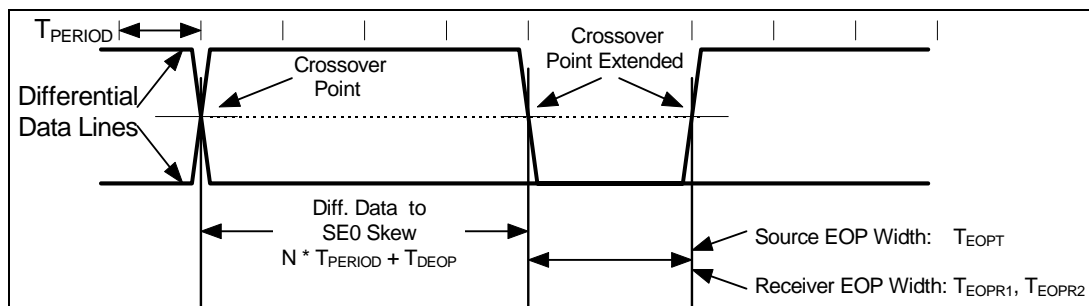 TPERIOD
Crossover
Point
Crossover
Point Extended
Differential
Data Lines
Diff. Data to
SE0 Skew
N * TPERIOD + TDEOP
Source EOP Width: TEOPT
Receiver EOP Width: TEOPR1, TEOPR2